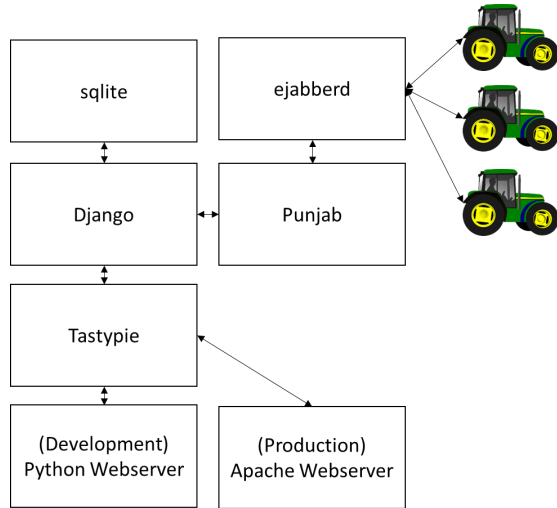 sqlite
ejabberd
Django
Punjab
Tastypie
(Development)
Python Webserver
(Production)
Apache Webserver